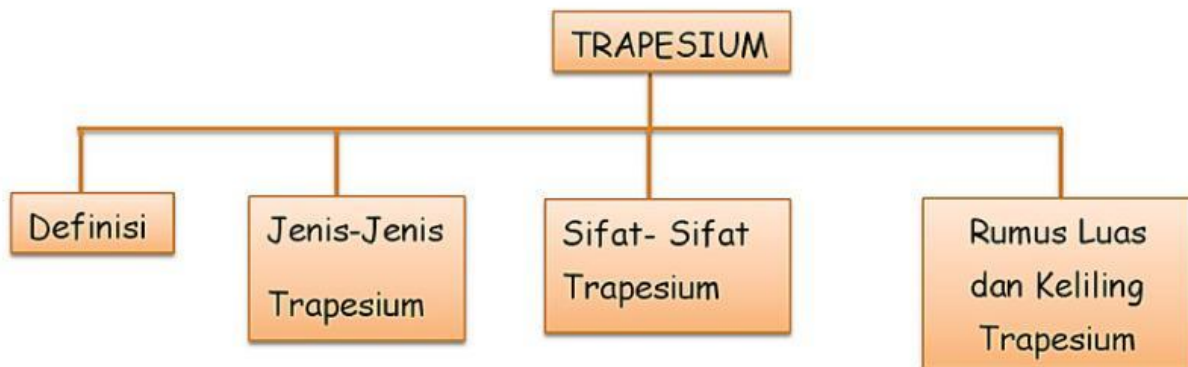 TRAPESIUM
Definisi
Jenis-Jenis
Trapesium
Sifat- Sifat
Trapesium
Rumus Luas
dan Keliling
Trapesium